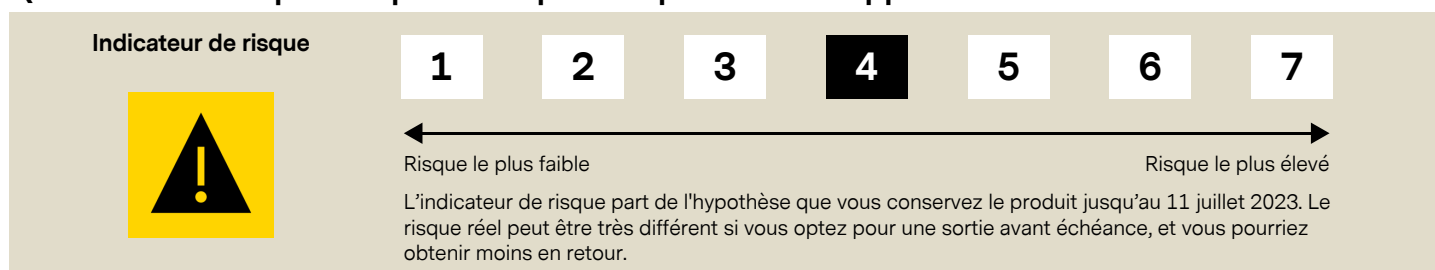 Indicateur de risque
1 2 3 4 5 6 7
Risque le plus faible
Risque le plus élevé
L’indicateur de risque part de l'hypothèse que vous conservez le produit jusqu’au 11 juillet 2023. Le
risque réel peut être très différent si vous optez pour une sortie avant échéance, et vous pourriez
obtenir moins en retour.